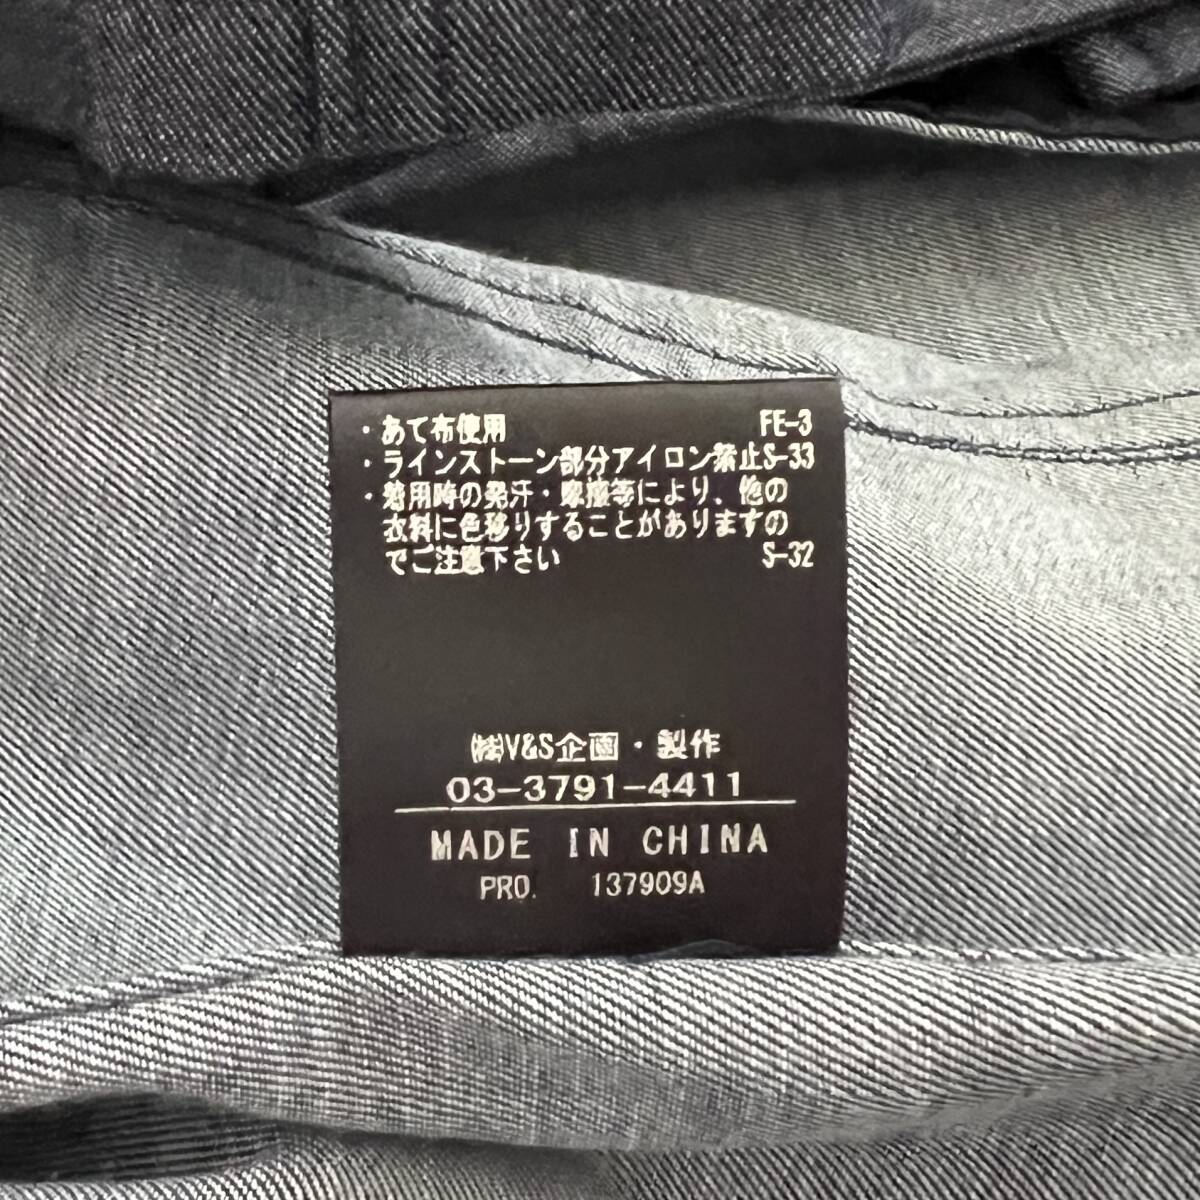 ・あて布使用 FE-3
・ラインストーン部分アイロン禁止S-33
・着用時の発汗・摩擦等により、他の
衣料に色移りすることがありますの
でご注意下さい S-32
㈱V&S企画・製作
03-3791-4411
MADE IN CHINA
PRO. 137909A